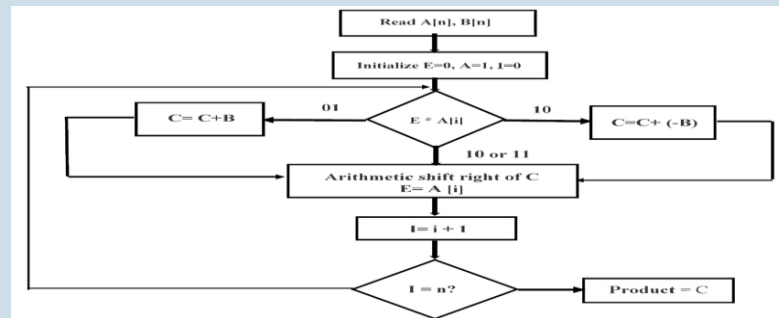 Read A[n], B[n]
Initialize E=0, A=1, I=0
01
C= C+B
E * A[i]
10
C=C+ (-B)
10 or 11
Arithmetic shift right of C
E= A [i]
I= i + 1
I = n?
Product = C